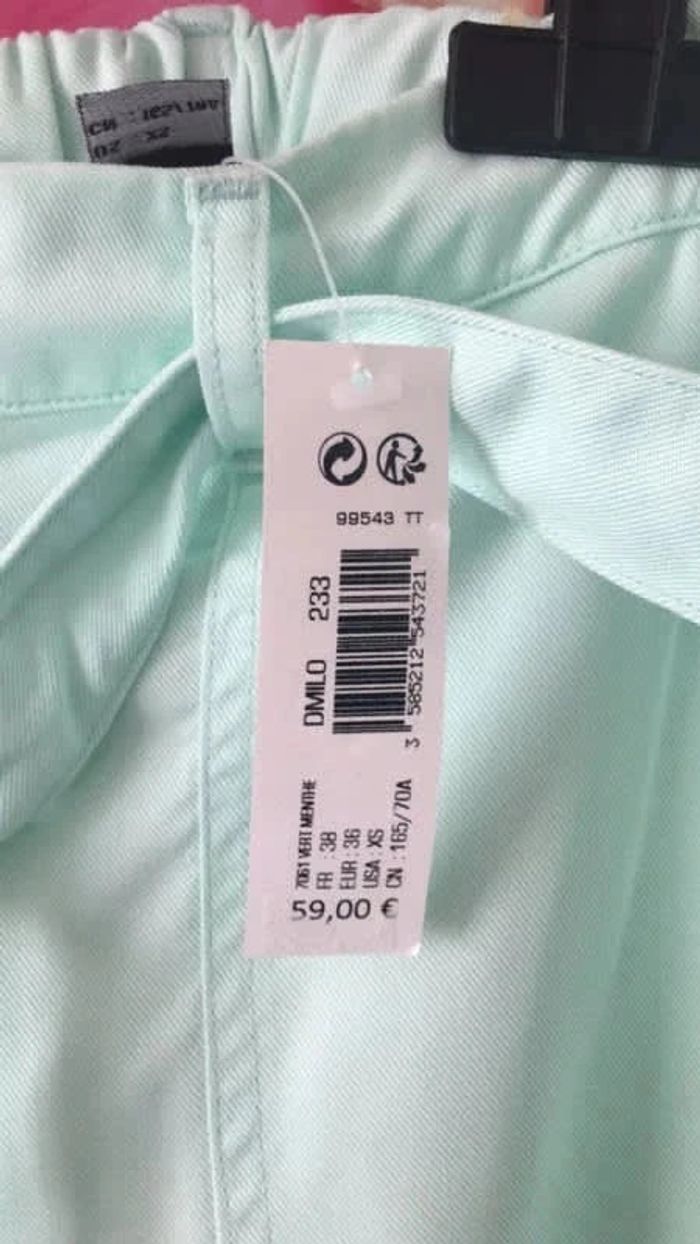 99543 TT
DMILO 233
3 585212 543721
7061 VERT MENTHE
FR : 38
EUR : 36
USA : XS
CN : 165/70A
59,00 €